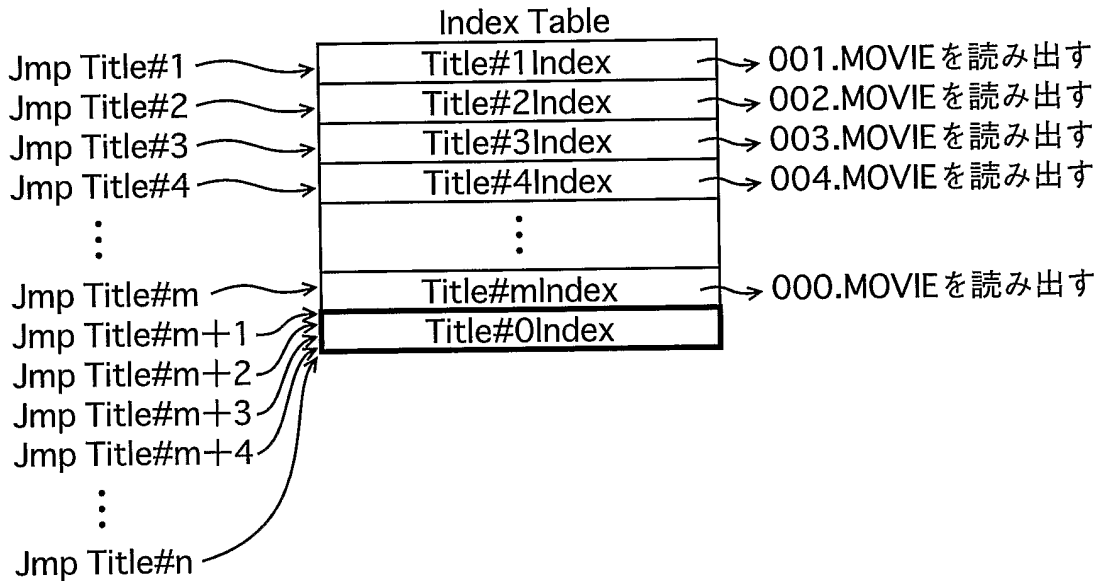 Index Table
Jmp Title#1 Title#1Index 001.MOVIEを読み出す
Jmp Title#2 Title#2Index 002.MOVIEを読み出す
Jmp Title#3 Title#3Index 003.MOVIEを読み出す
Jmp Title#4 Title#4Index 004.MOVIEを読み出す
⋮ ⋮
Jmp Title#m Title#mIndex 000.MOVIEを読み出す
Jmp Title#m+1 Title#0Index
Jmp Title#m+2
Jmp Title#m+3
Jmp Title#m+4
⋮
Jmp Title#n